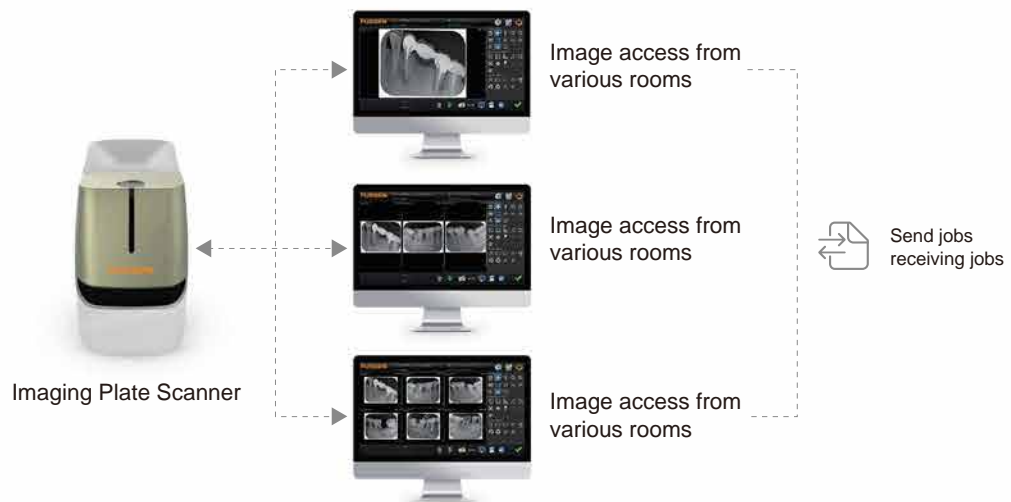 Image access from
various rooms
Image access from
various rooms
Send jobs
receiving jobs
Imaging Plate Scanner
Image access from
various rooms